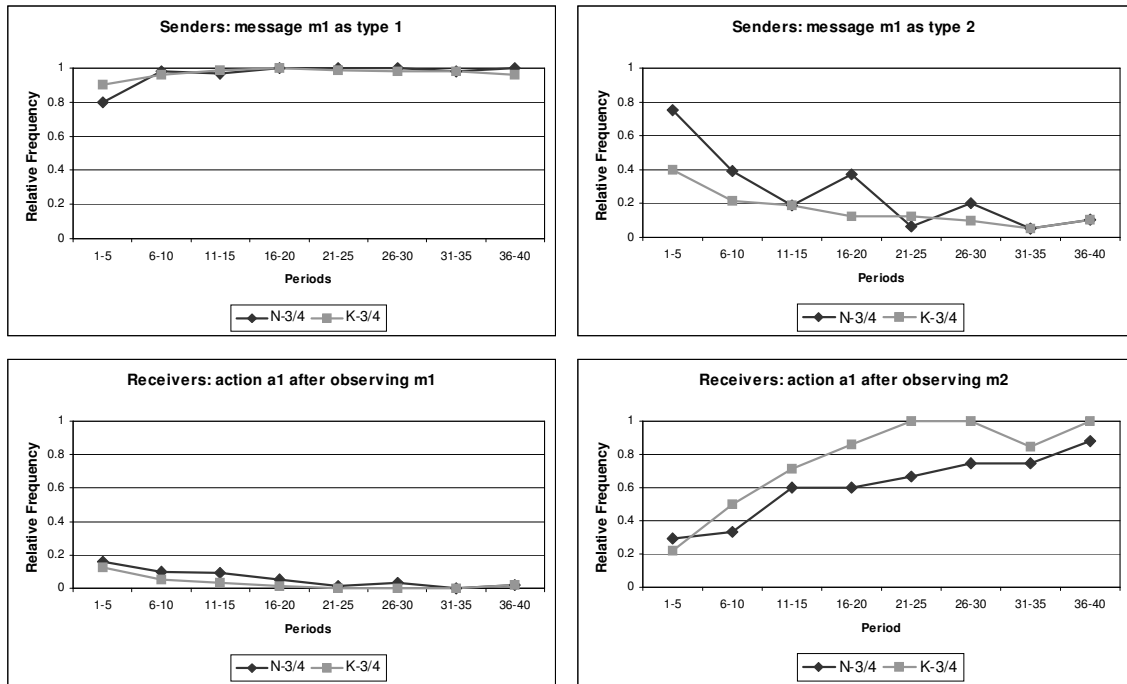 Senders: message m1 as type 1
Relative Frequency
1
0.8
0.6
0.4
0.2
0
1-5 6-10 11-15 16-20 21-25 26-30 31-35 36-40
Periods
N-3/4 K-3/4
Senders: message m1 as type 2
Relative Frequency
1
0.8
0.6
0.4
0.2
0
1-5 6-10 11-15 16-20 21-25 26-30 31-35 36-40
Periods
N-3/4 K-3/4
Receivers: action a1 after observing m1
Relative Frequency
1
0.8
0.6
0.4
0.2
0
1-5 6-10 11-15 16-20 21-25 26-30 31-35 36-40
Periods
N-3/4 K-3/4
Receivers: action a1 after observing m2
Relative Frequency
1
0.8
0.6
0.4
0.2
0
1-5 6-10 11-15 16-20 21-25 26-30 31-35 36-40
Period
N-3/4 K-3/4